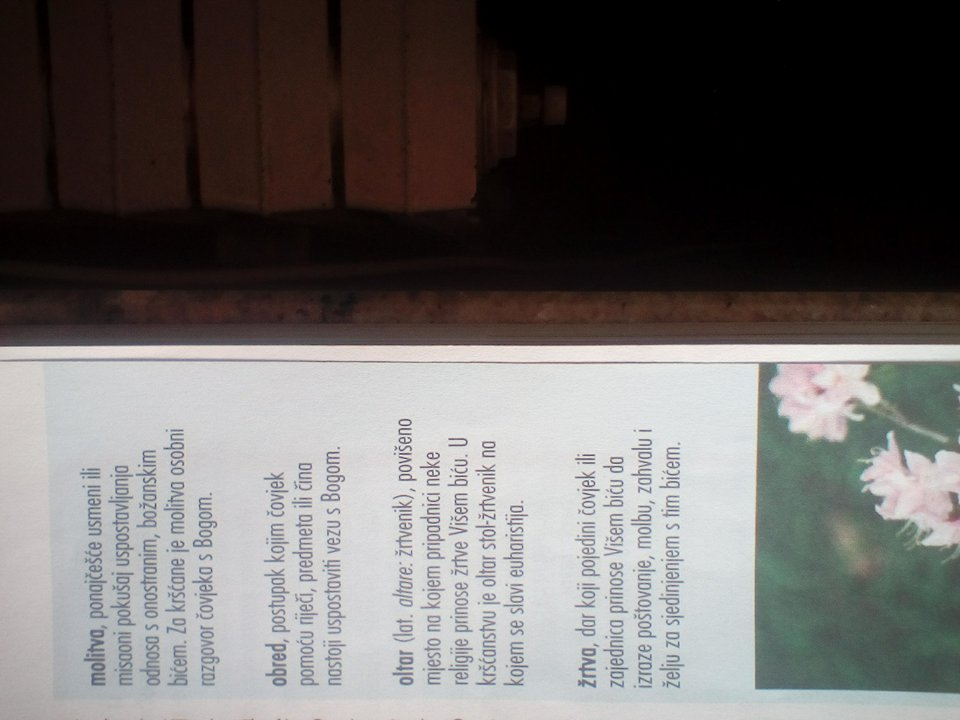 molitva, ponajčešće usmeni ili
misaoni pokušaj uspostavljanja
odnosa s onostranim, božanskim
bićem. Za kršćane je molitva osobni
razgovor čovjeka s Bogom.
obred, postupak kojim čovjek
pomoću riječi, predmeta ili čina
nastoji uspostaviti vezu s Bogom.
oltar (lat. altare: žrtvenik), povišeno
mjesto na kojem pripadnici neke
religije prinose žrtve Višem biću. U
kršćanstvu je oltar stol-žrtvenik na
kojem se slavi euharistija.
žrtva, dar koji pojedini čovjek ili
zajednica prinose Višem biću da
izraze poštovanje, molbu, zahvalu i
želju za sjedinjenjem s tim bićem.